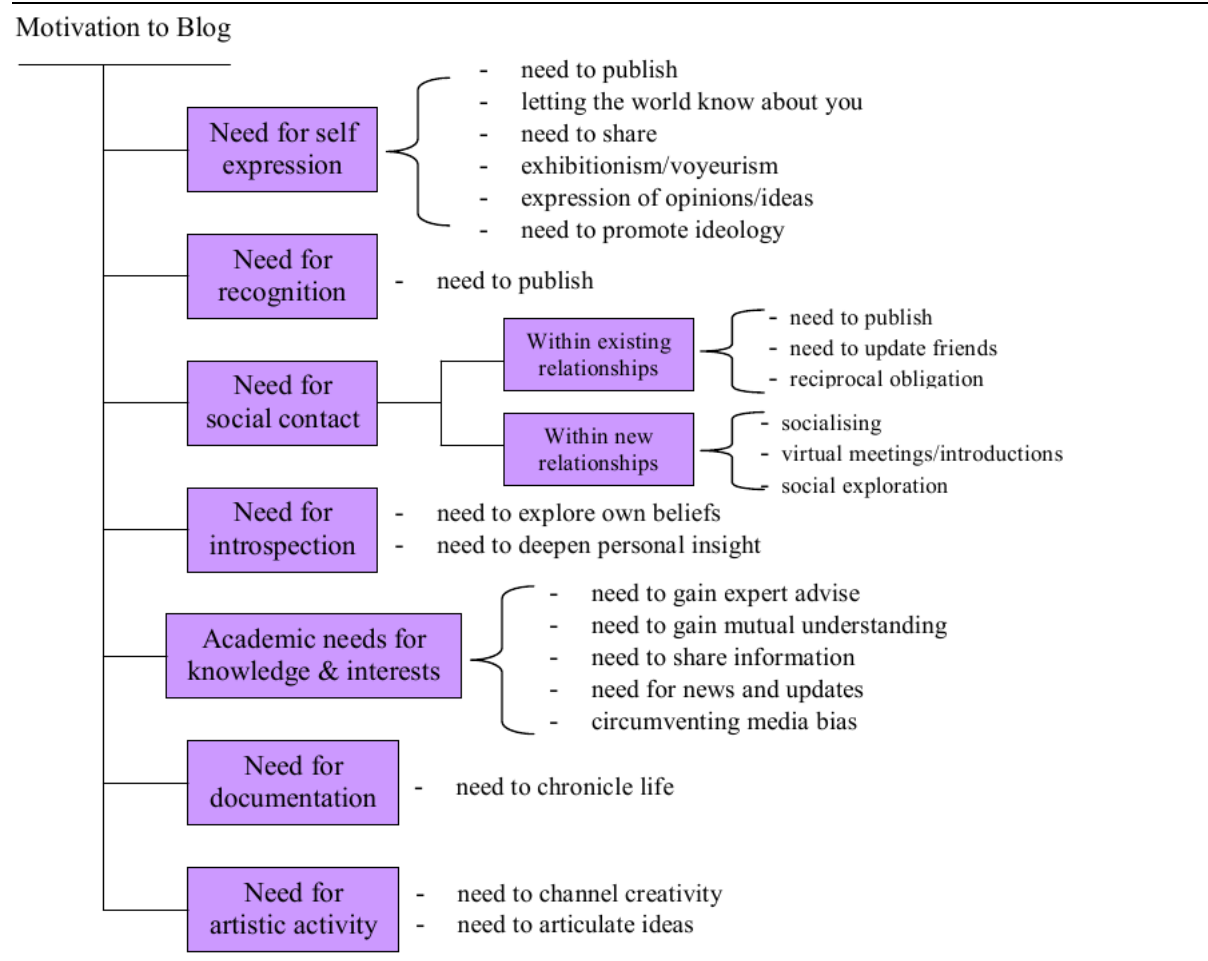 Motivation to Blog
Need for self
expression
- need to publish
- letting the world know about you
- need to share
- exhibitionism/voyeurism
- expression of opinions/ideas
- need to promote ideology
Need for
recognition
- need to publish
Need for
social contact
Within existing
relationships
- need to publish
- need to update friends
- reciprocal obligation
Within new
relationships
- socialising
- virtual meetings/introductions
- social exploration
Need for
introspection
- need to explore own beliefs
- need to deepen personal insight
Academic needs for
knowledge & interests
- need to gain expert advise
- need to gain mutual understanding
- need to share information
- need for news and updates
- circumventing media bias
Need for
documentation
- need to chronicle life
Need for
artistic activity
- need to channel creativity
- need to articulate ideas